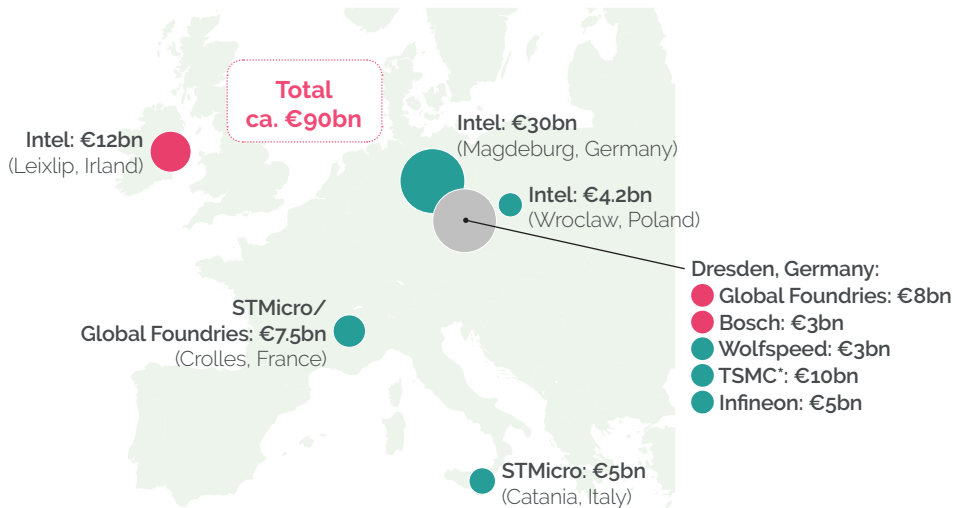 Total
ca. €90bn
Intel: €12bn
(Leixlip, Irland)
Intel: €30bn
(Magdeburg, Germany)
Intel: €4.2bn
(Wroclaw, Poland)
STMicro/
Global Foundries: €7.5bn
(Crolles, France)
Dresden, Germany:
Global Foundries: €8bn
Bosch: €3bn
Wolfspeed: €3bn
TSMC*: €10bn
Infineon: €5bn
STMicro: €5bn
(Catania, Italy)